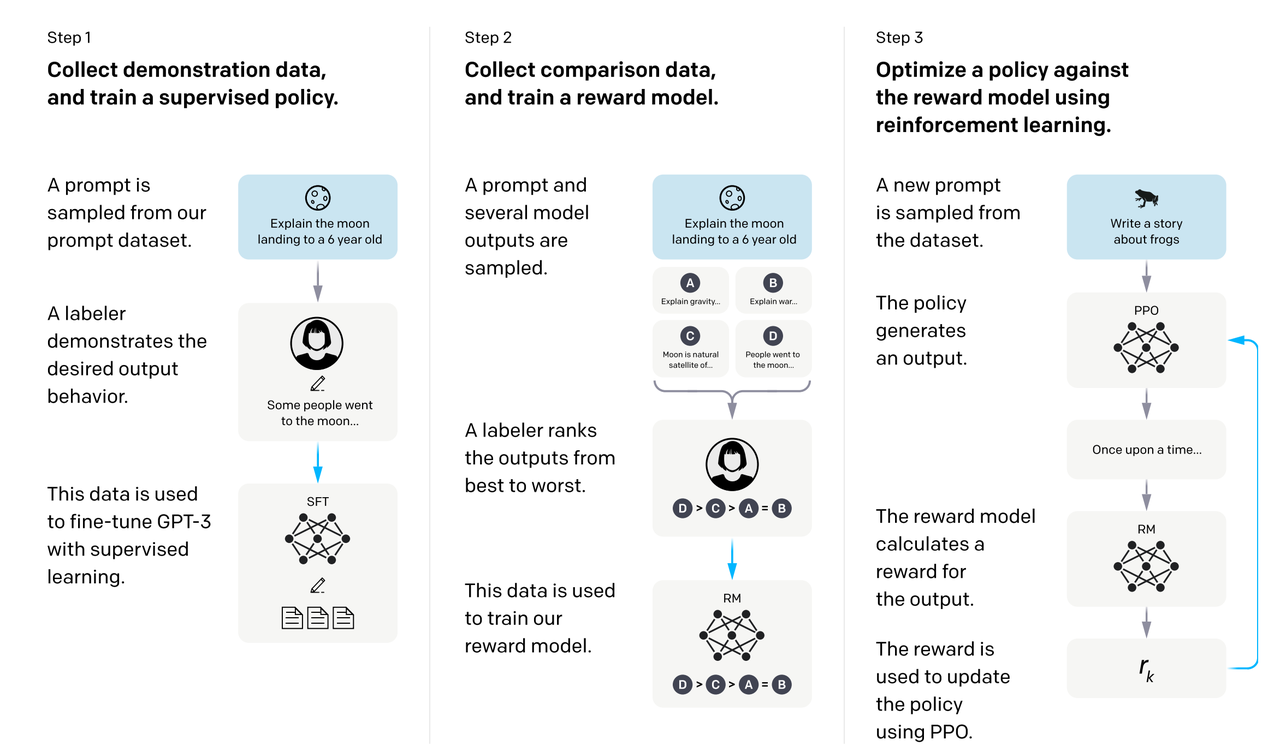 Step 1
Collect demonstration data,
and train a supervised policy.
A prompt is
sampled from our
prompt dataset.
Explain the moon
landing to a 6 year old
A labeler
demonstrates the
desired output
behavior.
Some people went
to the moon...
This data is used
to fine-tune GPT-3
with supervised
learning.
SFT
Step 2
Collect comparison data,
and train a reward model.
A prompt and
several model
outputs are
sampled.
Explain the moon
landing to a 6 year old
A
Explain gravity...
B
Explain war...
C
Moon is natural
satellite of...
D
People went to
the moon...
A labeler ranks
the outputs from
best to worst.
D > C > A = B
This data is used
to train our
reward model.
RM
D > C > A = B
Step 3
Optimize a policy against
the reward model using
reinforcement learning.
A new prompt
is sampled from
the dataset.
Write a story
about frogs
The policy
generates
an output.
PPO
Once upon a time...
The reward model
calculates a
reward for
the output.
RM
The reward is
used to update
the policy
using PPO.
rk